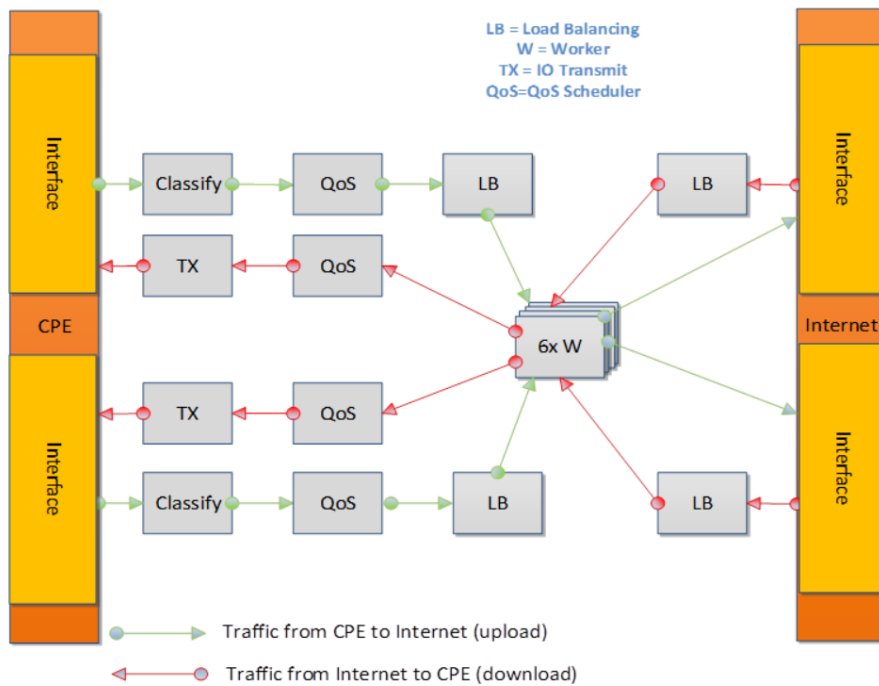 LB = Load Balancing
W = Worker
TX = IO Transmit
QoS=QoS Scheduler
Interface
Classify
QoS
LB
LB
Interface
TX
QoS
CPE
6x W
Internet
TX
QoS
Interface
Classify
QoS
LB
LB
Interface
Traffic from CPE to Internet (upload)
Traffic from Internet to CPE (download)